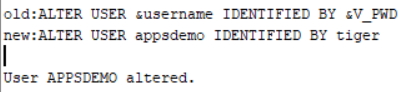 old:ALTER USER &username IDENTIFIED BY &V_PWD
new:ALTER USER appsdemo IDENTIFIED BY tiger
User APPSDEMO altered.